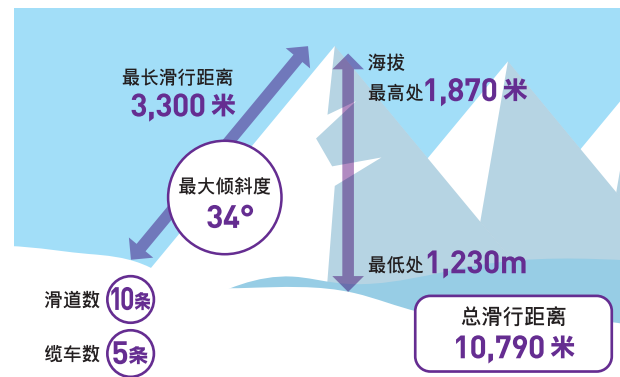 最长滑行距离
3,300 米
海拔
最高处1,870 米
最大倾斜度
34°
最低处1,230m
滑道数 10条
缆车数 5条
总滑行距离
10,790 米